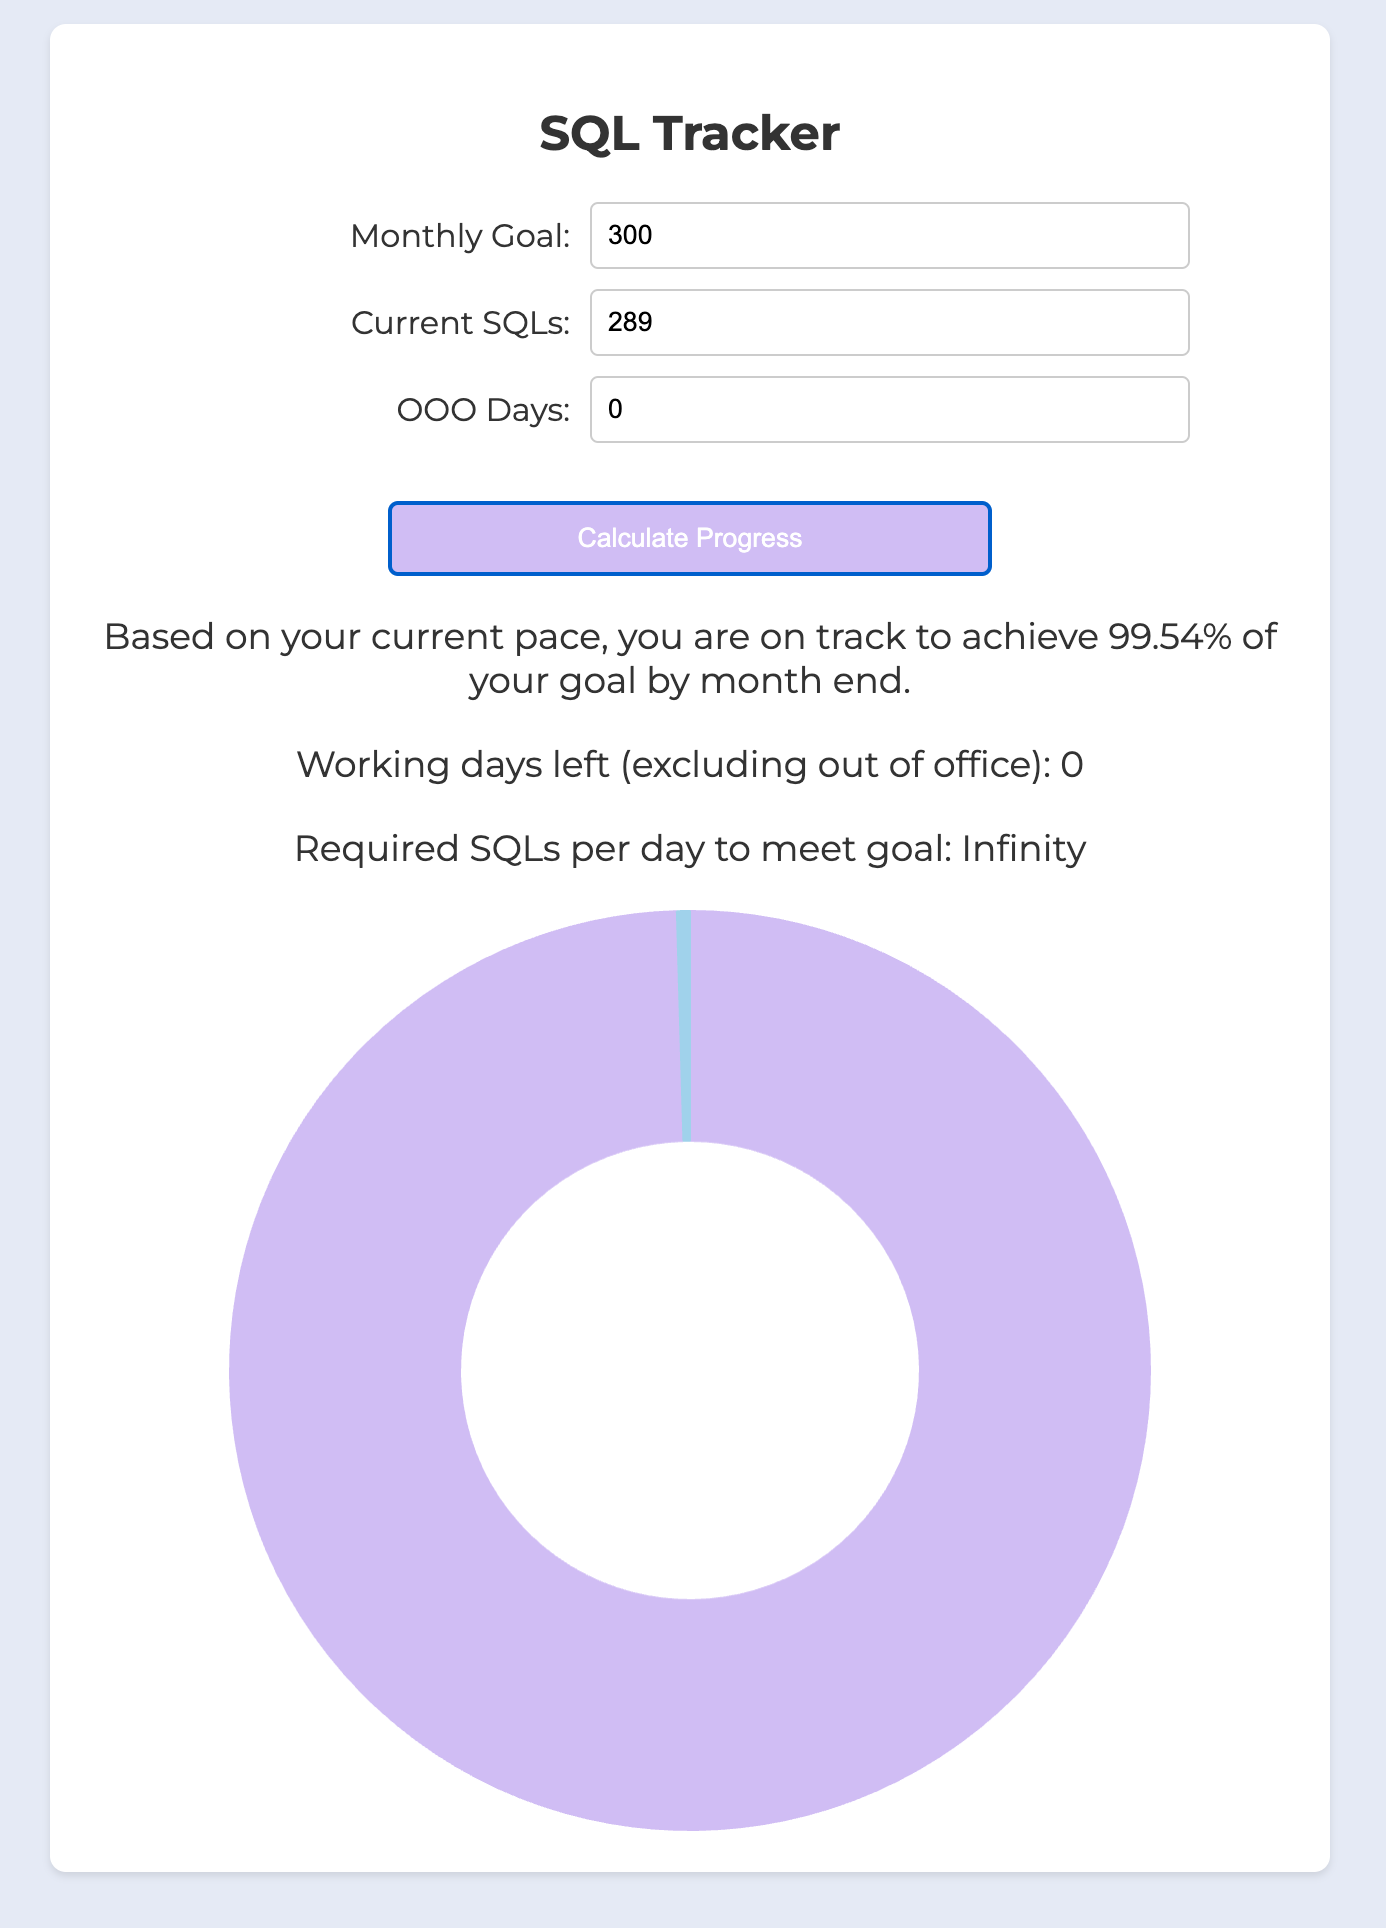 SQL Tracker
Monthly Goal: 300
Current SQLs: 289
OOO Days: 0
Calculate Progress
Based on your current pace, you are on track to achieve 99.54% of
your goal by month end.
Working days left (excluding out of office): 0
Required SQLs per day to meet goal: Infinity